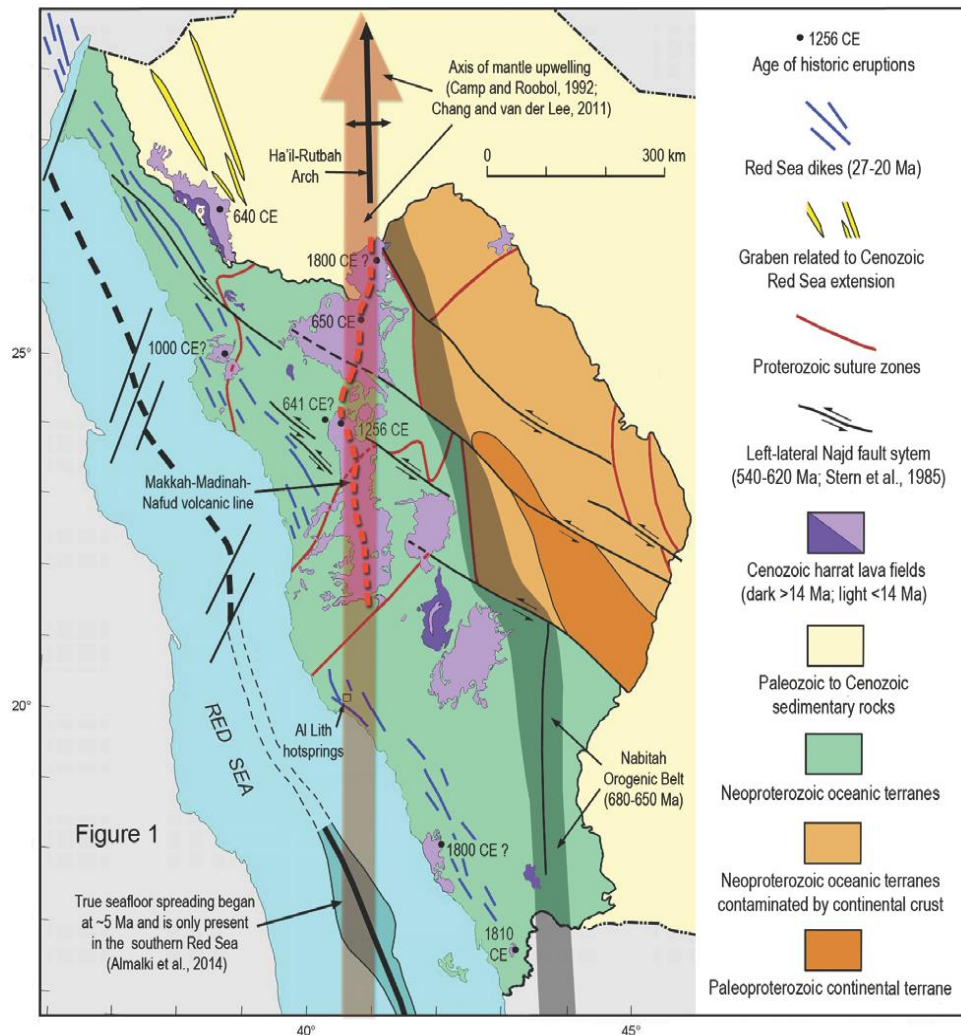 Axis of mantle upwelling
(Camp and Roobol, 1992;
Chang and van der Lee, 2011)
Ha'il-Rutbah
Arch
0
300 km
640 CE
1800 CE ?
650 CE
25°
1000 CE?
641 CE?
1256 CE
Makkah-Madinah-
Nafud volcanic line
20°
RED SEA
Al Lith
hotsprings
Nabitah
Orogenic Belt
(680-650 Ma)
Figure 1
1800 CE ?
True seafloor spreading began
at ~5 Ma and is only present
in the southern Red Sea
(Almalki et al., 2014)
1810
CE
40°
45°
1256 CE
Age of historic eruptions
Red Sea dikes (27-20 Ma)
Graben related to Cenozoic
Red Sea extension
Proterozoic suture zones
Left-lateral Najd fault sytem
(540-620 Ma; Stern et al., 1985)
Cenozoic harrat lava fields
(dark >14 Ma; light <14 Ma)
Paleozoic to Cenozoic
sedimentary rocks
Neoproterozoic oceanic terranes
Neoproterozoic oceanic terranes
contaminated by continental crust
Paleoproterozoic continental terrane